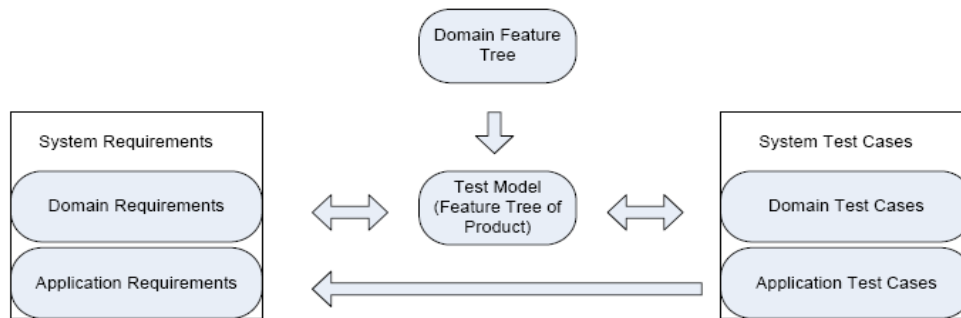 Domain Feature
Tree
System Requirements
System Test Cases
Domain Requirements
Test Model
(Feature Tree of
Product)
Domain Test Cases
Application Requirements
Application Test Cases